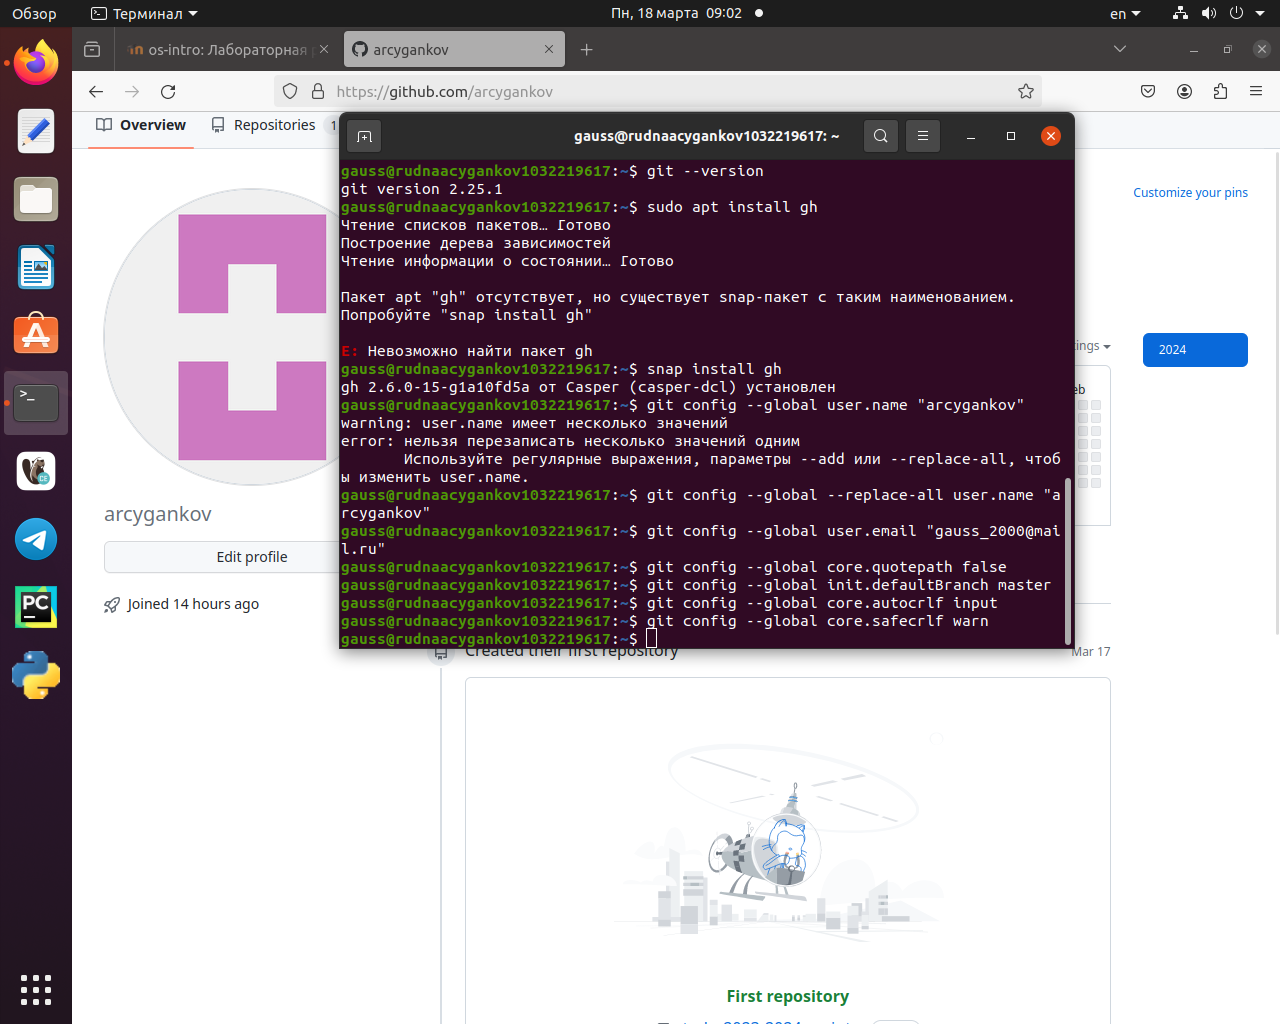 Обзор
Терминал
Пн, 18 марта 09:02
en
os-intro: Лабораторная
arcygankov
https://github.com/arcygankov
Overview
Repositories 1
gauss@rudnaacygankov1032219617: ~
gauss@rudnaacygankov1032219617:~$ git --version
git version 2.25.1
gauss@rudnaacygankov1032219617:~$ sudo apt install gh
Чтение списков пакетов… Готово
Построение дерева зависимостей
Чтение информации о состоянии… Готово
Пакет apt "gh" отсутствует, но существует snap-пакет с таким наименованием.
Попробуйте "snap install gh"
E: Невозможно найти пакет gh
gauss@rudnaacygankov1032219617:~$ snap install gh
gh 2.6.0-15-g1a10fd5a от Casper (casper-dcl) установлен
gauss@rudnaacygankov1032219617:~$ git config --global user.name "arcygankov"
warning: user.name имеет несколько значений
error: нельзя перезаписать несколько значений одним
Используйте регулярные выражения, параметры --add или --replace-all, чтоб
ы изменить user.name.
gauss@rudnaacygankov1032219617:~$ git config --global --replace-all user.name "a
rcygankov"
gauss@rudnaacygankov1032219617:~$ git config --global user.email "gauss_2000@mai
l.ru"
gauss@rudnaacygankov1032219617:~$ git config --global core.quotepath false
gauss@rudnaacygankov1032219617:~$ git config --global init.defaultBranch master
gauss@rudnaacygankov1032219617:~$ git config --global core.autocrlf input
gauss@rudnaacygankov1032219617:~$ git config --global core.safecrlf warn
gauss@rudnaacygankov1032219617:~$
Customize your pins
2024
arcygankov
Edit profile
Joined 14 hours ago
Created their first repository
Mar 17
First repository